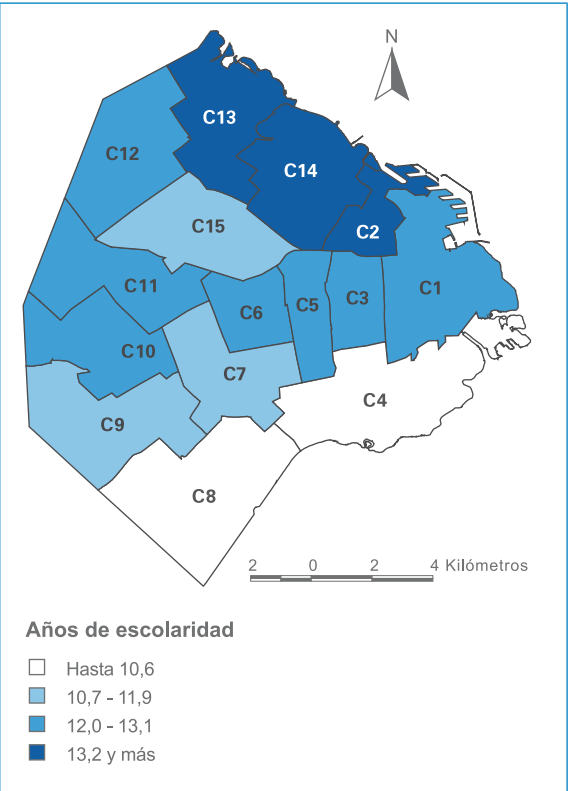 N
C13
C12
C14
C15
C2
C11
C1
C6
C5
C3
C10
C7
C4
C9
C8
2 0 2 4 Kilómetros
Años de escolaridad
Hasta 10,6
10,7 - 11,9
12,0 - 13,1
13,2 y más